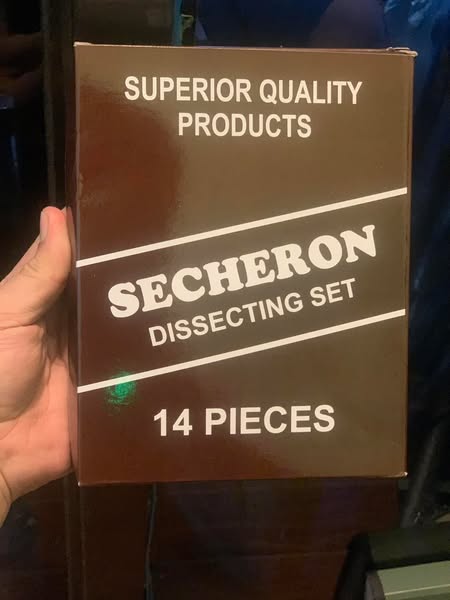 SUPERIOR QUALITY
PRODUCTS
SECHERON
DISSECTING SET
14 PIECES